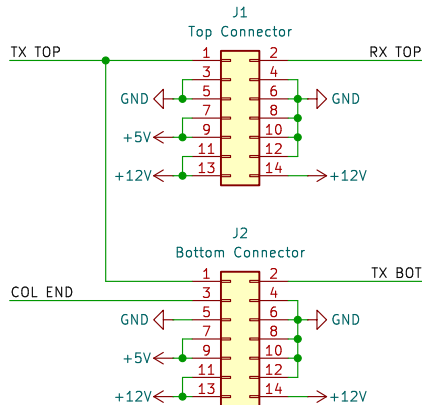 J1
Top Connector
TX TOP 1 2 RX TOP
3 4
GND 5 6 GND
7 8
+5V 9 10
11 12
+12V 13 14 +12V
J2
Bottom Connector
1 2 TX BOT
COL END 3 4
GND 5 6 GND
7 8
+5V 9 10
11 12
+12V 13 14 +12V